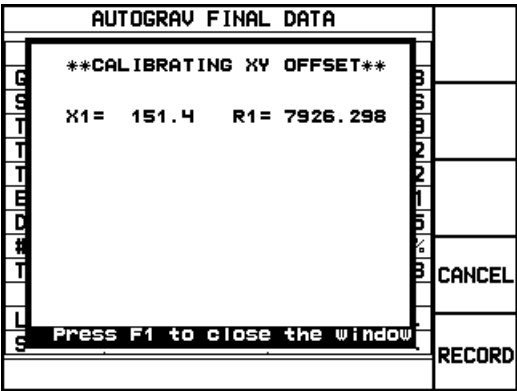 AUTOGRAV FINAL DATA
**CALIBRATING XY OFFSET**
X1= 151.4 R1= 7926.298
Press F1 to close the window
CANCEL
RECORD